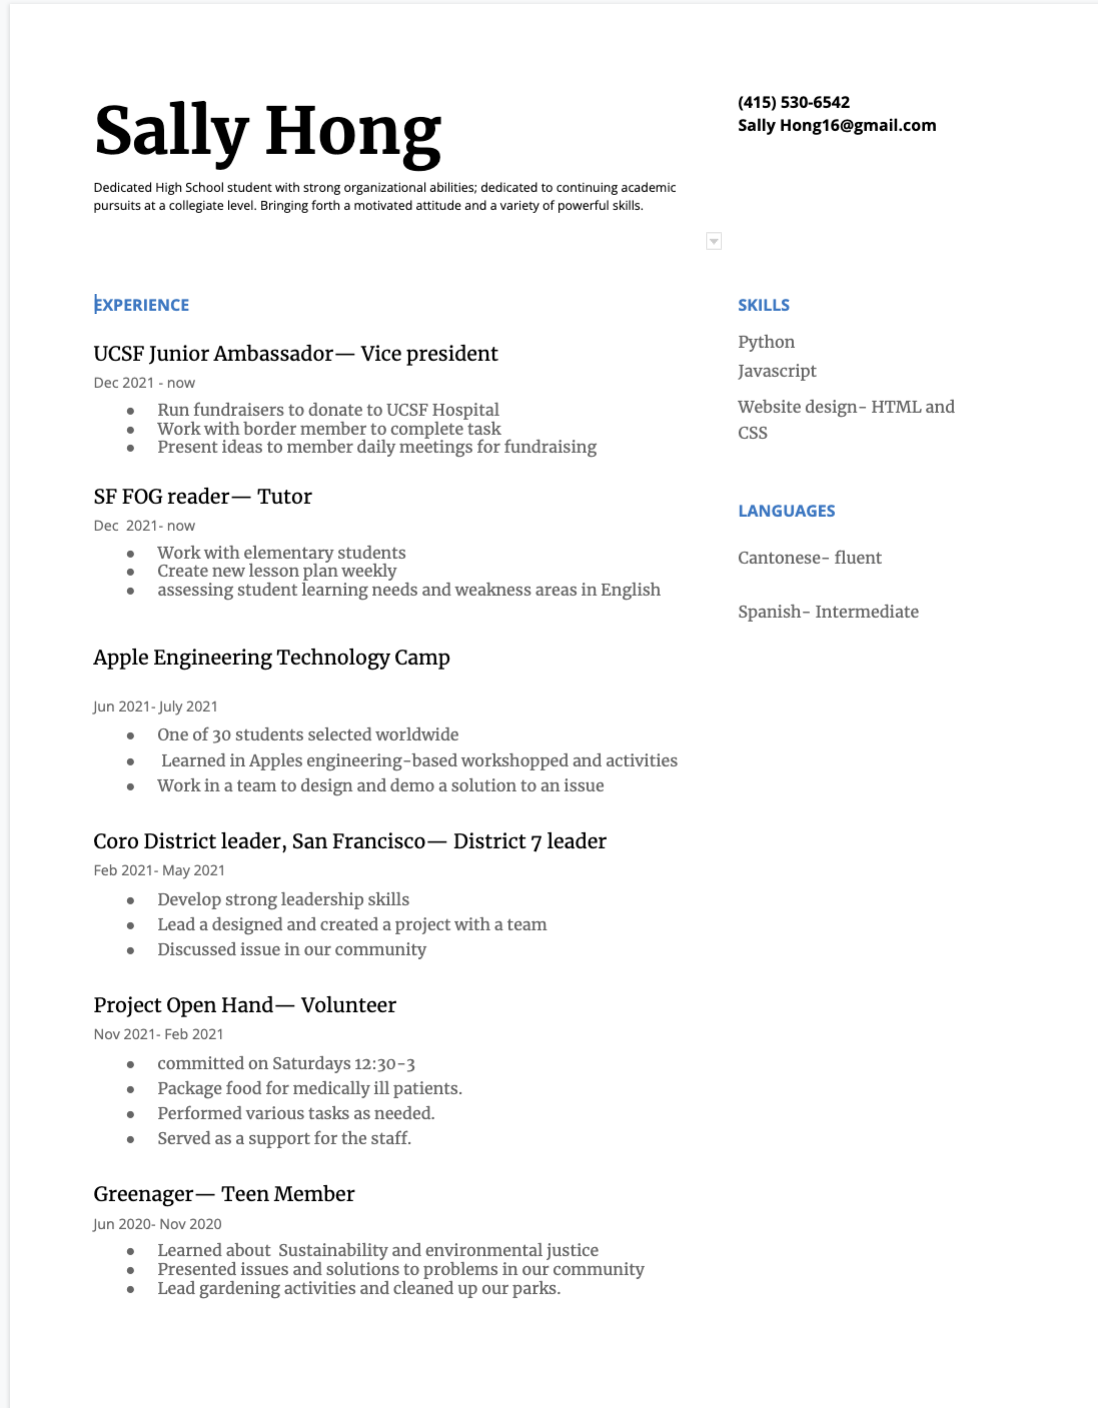 Sally Hong
(415) 530-6542
Sally Hong16@gmail.com
Dedicated High School student with strong organizational abilities; dedicated to continuing academic
pursuits at a collegiate level. Bringing forth a motivated attitude and a variety of powerful skills.
EXPERIENCE
UCSF Junior Ambassador— Vice president
Dec 2021 - now
● Run fundraisers to donate to UCSF Hospital
● Work with border member to complete task
● Present ideas to member daily meetings for fundraising
SF FOG reader— Tutor
Dec  2021- now
● Work with elementary students
● Create new lesson plan weekly
● assessing student learning needs and weakness areas in English
Apple Engineering Technology Camp
Jun 2021- July 2021
● One of 30 students selected worldwide
● Learned in Apples engineering-based workshopped and activities
● Work in a team to design and demo a solution to an issue
Coro District leader, San Francisco— District 7 leader
Feb 2021- May 2021
● Develop strong leadership skills
● Lead a designed and created a project with a team
● Discussed issue in our community
Project Open Hand— Volunteer
Nov 2021- Feb 2021
● committed on Saturdays 12:30-3
● Package food for medically ill patients.
● Performed various tasks as needed.
● Served as a support for the staff.
Greenager— Teen Member
Jun 2020- Nov 2020
● Learned about  Sustainability and environmental justice
● Presented issues and solutions to problems in our community
● Lead gardening activities and cleaned up our parks.
SKILLS
Python
Javascript
Website design- HTML and
CSS
LANGUAGES
Cantonese- fluent
Spanish- Intermediate